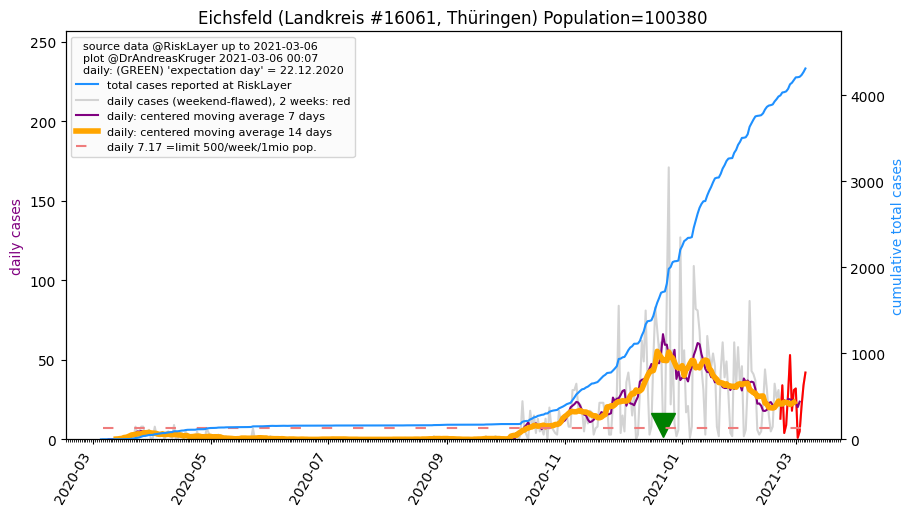 Eichsfeld (Landkreis #16061, Thüringen) Population=100380
source data @RiskLayer up to 2021-03-06
plot @DrAndreasKruger 2021-03-06 00:07
daily: (GREEN) 'expectation day' = 22.12.2020
total cases reported at RiskLayer
daily cases (weekend-flawed), 2 weeks: red
daily: centered moving average 7 days
daily: centered moving average 14 days
daily 7.17 =limit 500/week/1mio pop.
daily cases
250
200
150
100
50
0
cumulative total cases
4000
3000
2000
1000
0
2020-03
2020-05
2020-07
2020-09
2020-11
2021-01
2021-03